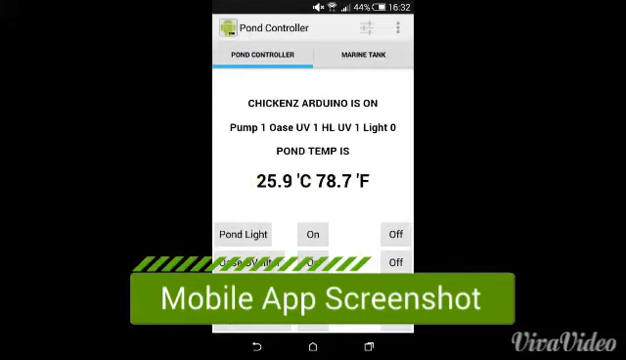 44% 16:32
Pond Controller
POND CONTROLLER MARINE TANK
CHICKENZ ARDUINO IS ON
Pump 1 Oase UV 1 HL UV 1 Light 0
POND TEMP IS
25.9 'C 78.7 'F
Pond Light On Off
Off
Mobile App Screenshot
VivaVideo